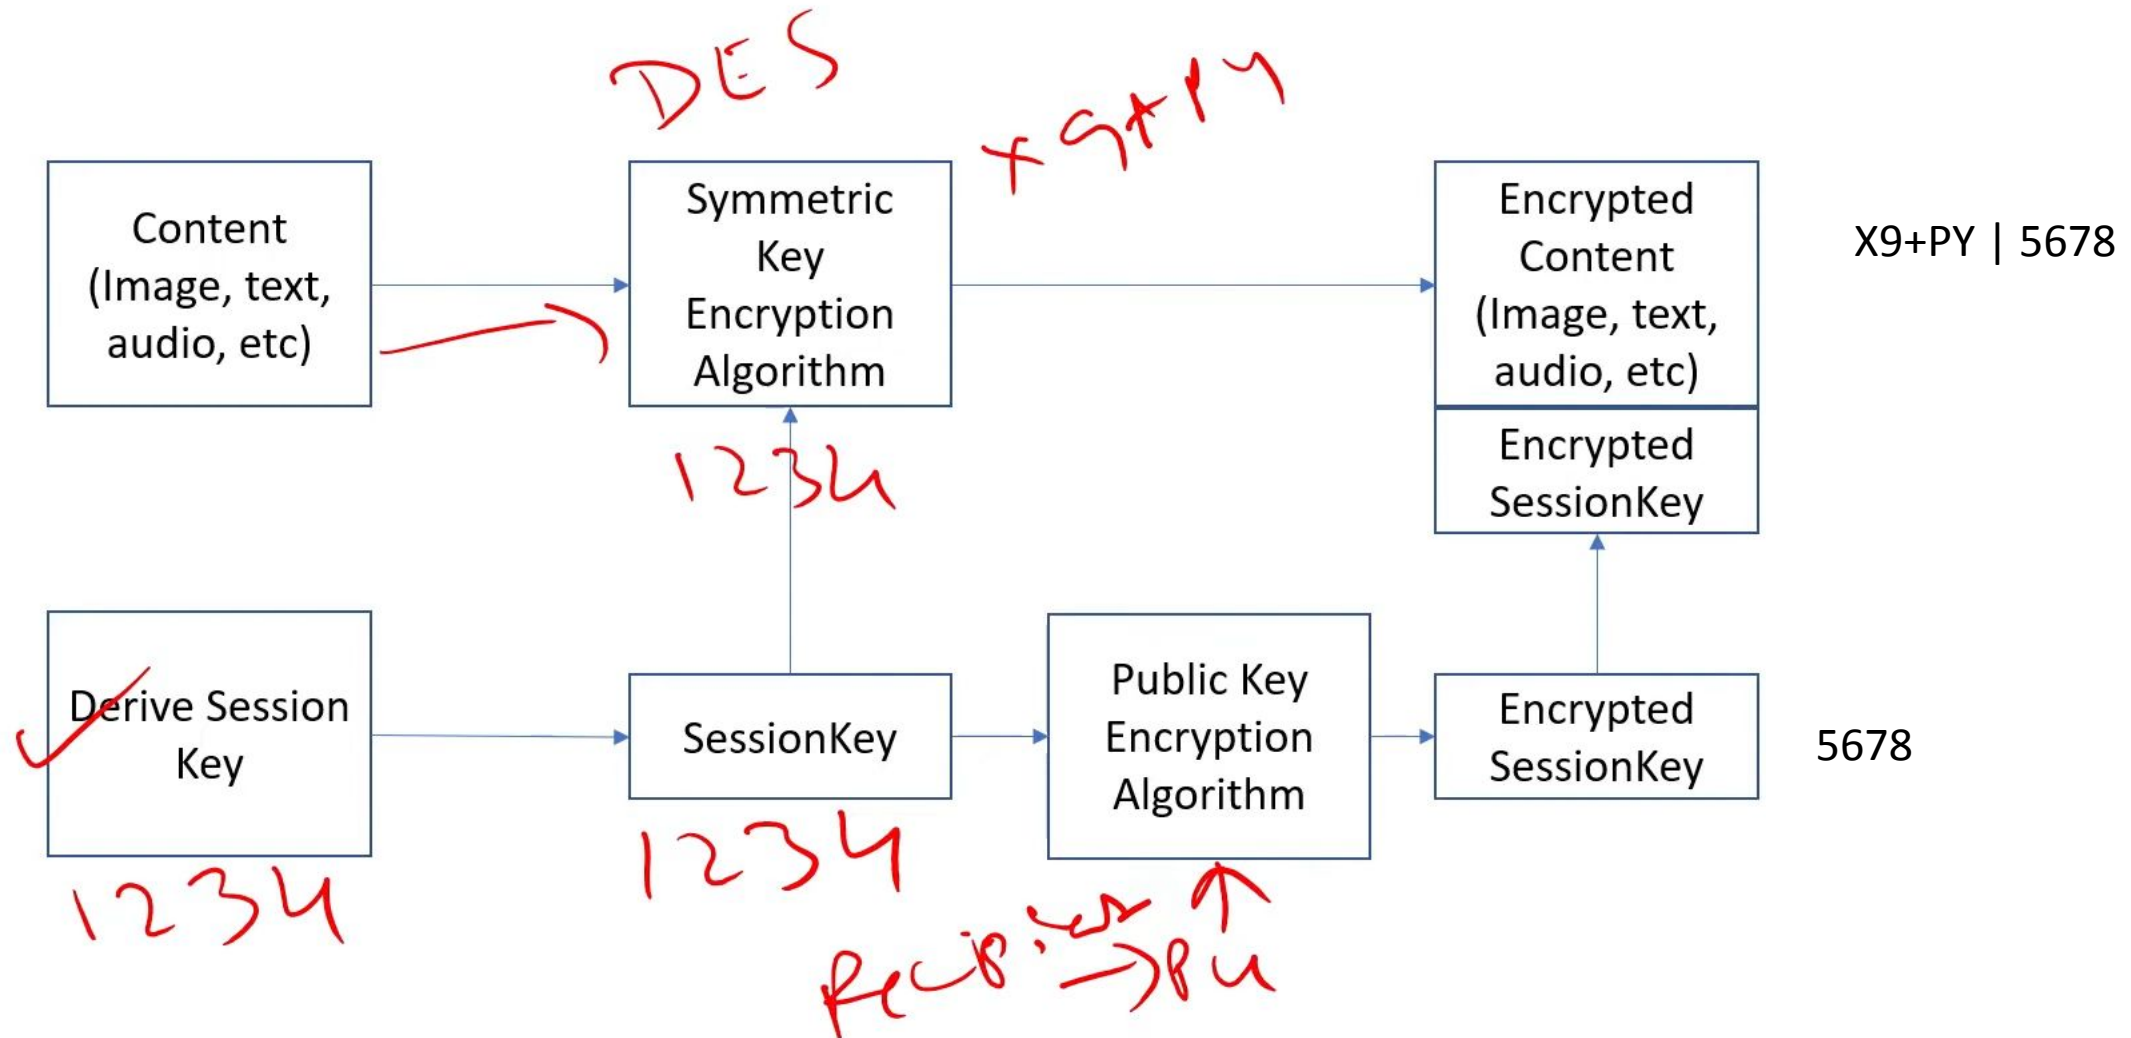 DES
X9+PY
Content
(Image, text,
audio, etc)
Symmetric
Key
Encryption
Algorithm
Encrypted
Content
(Image, text,
audio, etc)
X9+PY | 5678
1234
Encrypted
SessionKey
Derive Session
Key
SessionKey
Public Key
Encryption
Algorithm
Encrypted
SessionKey
5678
1234
1234
PU